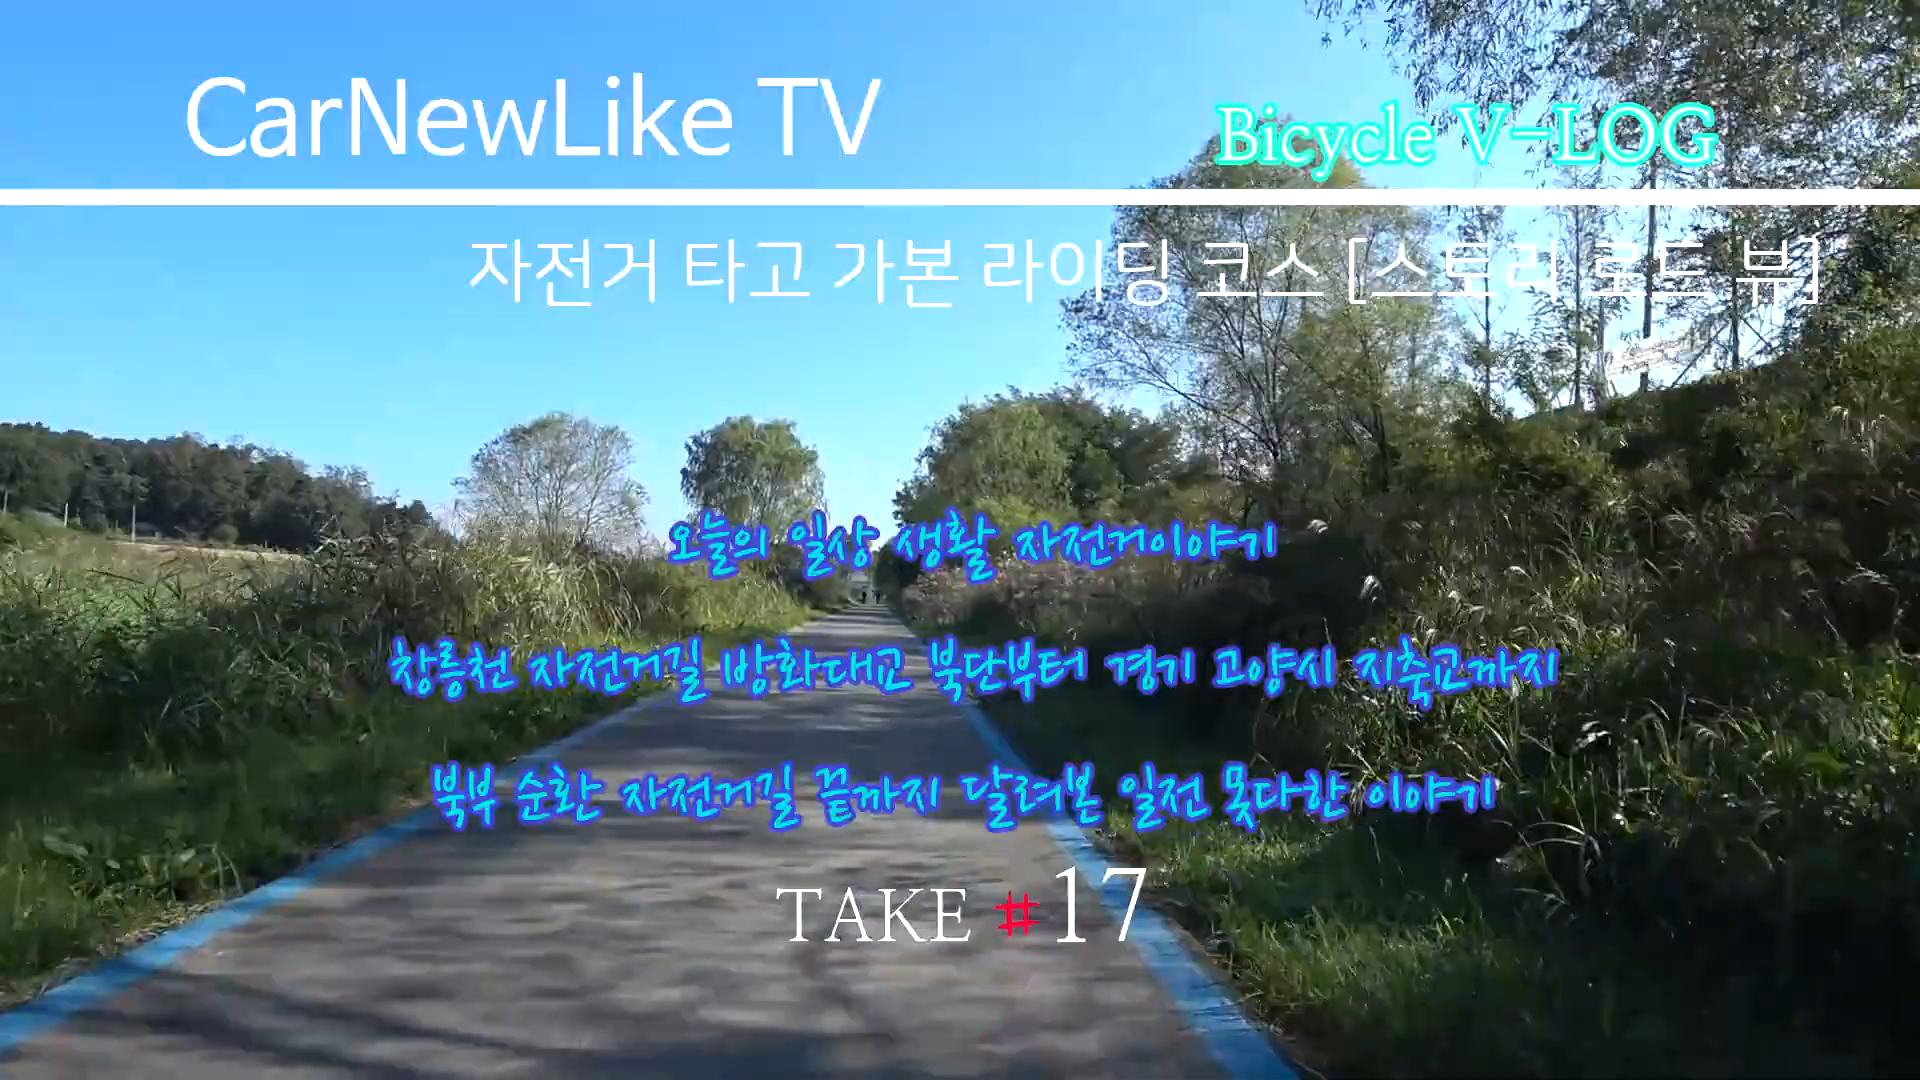 CarNewLike TV
Bicycle V-LOG
자전거 타고 가본 라이딩 코스 [스토리 로드 뷰]
오늘의 일상 생활 자전거이야기
창릉천 자전거길 방화대교 북단부터 경기 고양시 지축교까지
북부 순환 자전거길 끝까지 달려본 일전 못다한 이야기
TAKE #17